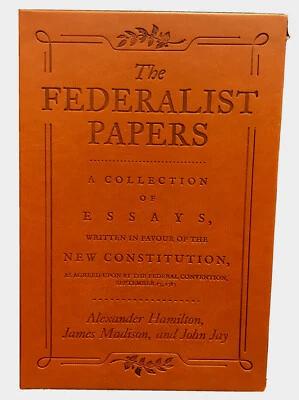 The
FEDERALIST
PAPERS
A COLLECTION
OF
ESSAYS,
WRITTEN IN FAVOUR OF THE
NEW CONSTITUTION,
AS AGREED UPON BY THE FEDERAL CONVENTION,
SEPTEMBER 17, 1787
Alexander Hamilton,
James Madison, and John Jay